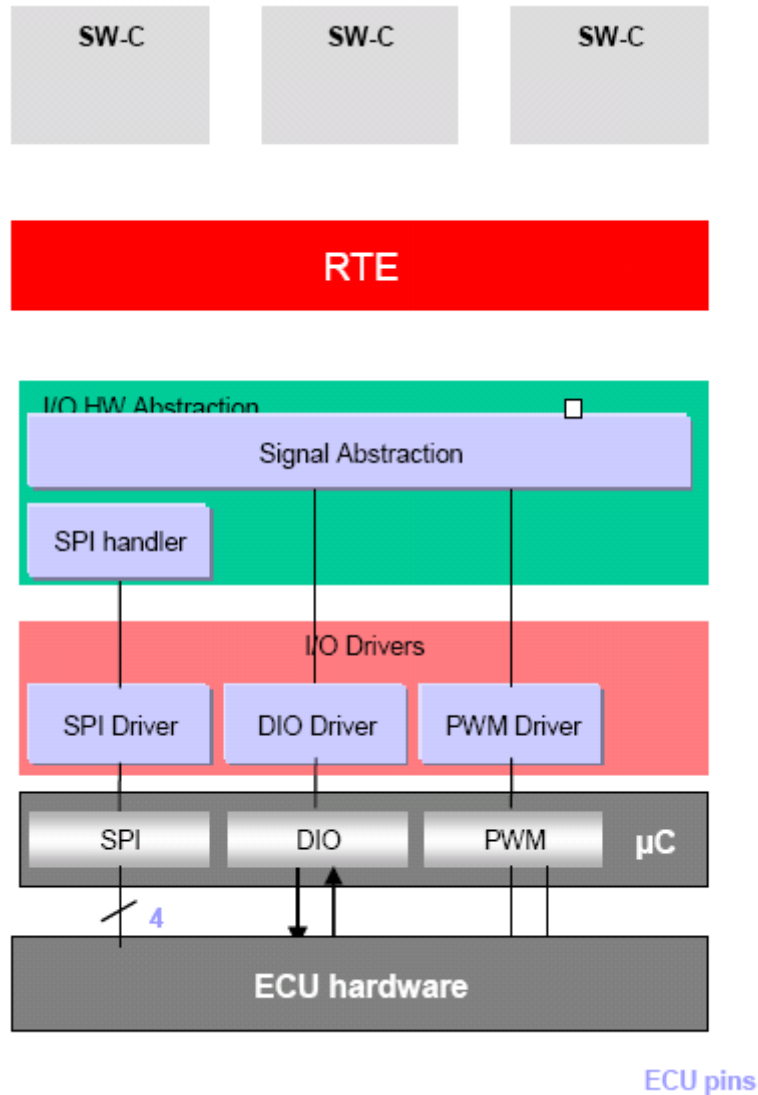 SW-C SW-C SW-C
RTE
I/O HW Abstraction
Signal Abstraction
SPI handler
I/O Drivers
SPI Driver DIO Driver PWM Driver
SPI DIO PWM µC
4
ECU hardware
ECU pins